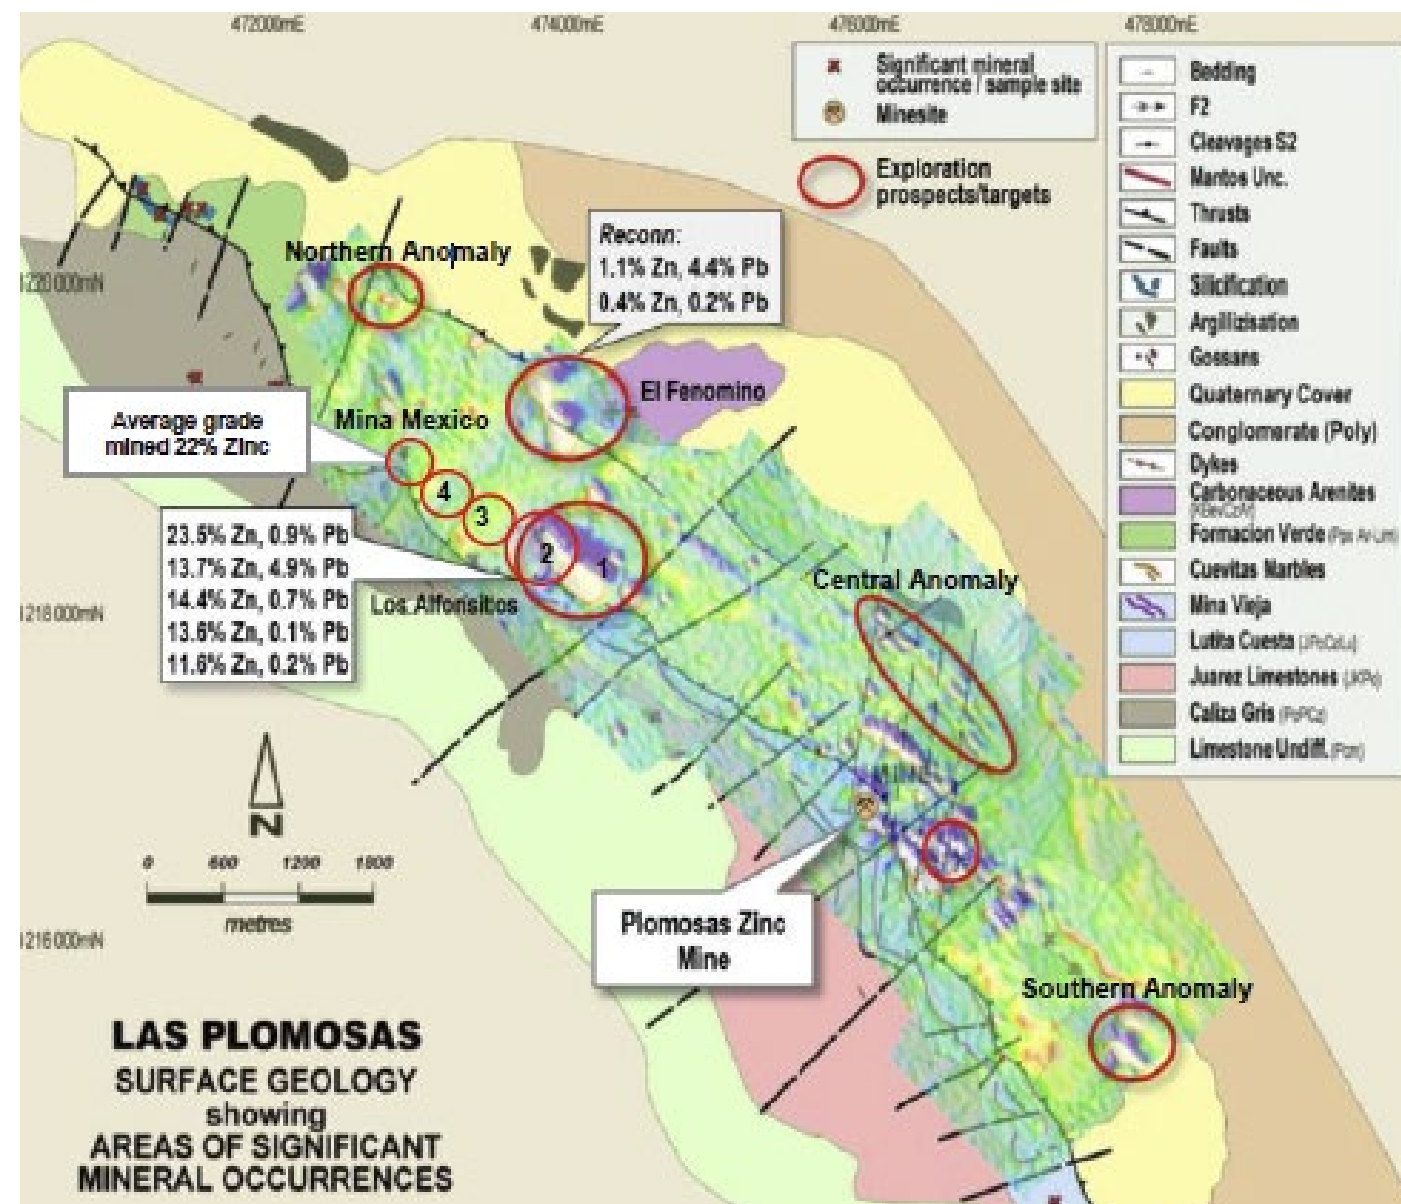 472000mE
474000mE
476000mE
478000mE
Significant mineral
occurrence / sample site
Minesite
Exploration
prospects/targets
Bedding
F2
Cleavages S2
Mantos Unc.
Thrusts
Faults
Silicification
Argillizisation
Gossans
Quaternary Cover
Conglomerate (Poly)
Dykes
Carbonaceous Arenites
Formacion Verde
Cuevitas Marbles
Mina Vieja
Lutita Cuesta
Juarez Limestones (JKPc)
Caliza Gris
Limestone Undiff.
Northern Anomaly
Reconn:
1.1% Zn, 4.4% Pb
0.4% Zn, 0.2% Pb
El Fenomino
Average grade
mined 22% Zinc
Mina Mexico
4
3
2
1
23.5% Zn, 0.9% Pb
13.7% Zn, 4.9% Pb
14.4% Zn, 0.7% Pb
13.6% Zn, 0.1% Pb
11.6% Zn, 0.2% Pb
Los Alfonsitos
218000mN
Central Anomaly
N
0 600 1200 1800
metres
Plomosas Zinc
Mine
216000mN
Southern Anomaly
LAS PLOMOSAS
SURFACE GEOLOGY
showing
AREAS OF SIGNIFICANT
MINERAL OCCURRENCES